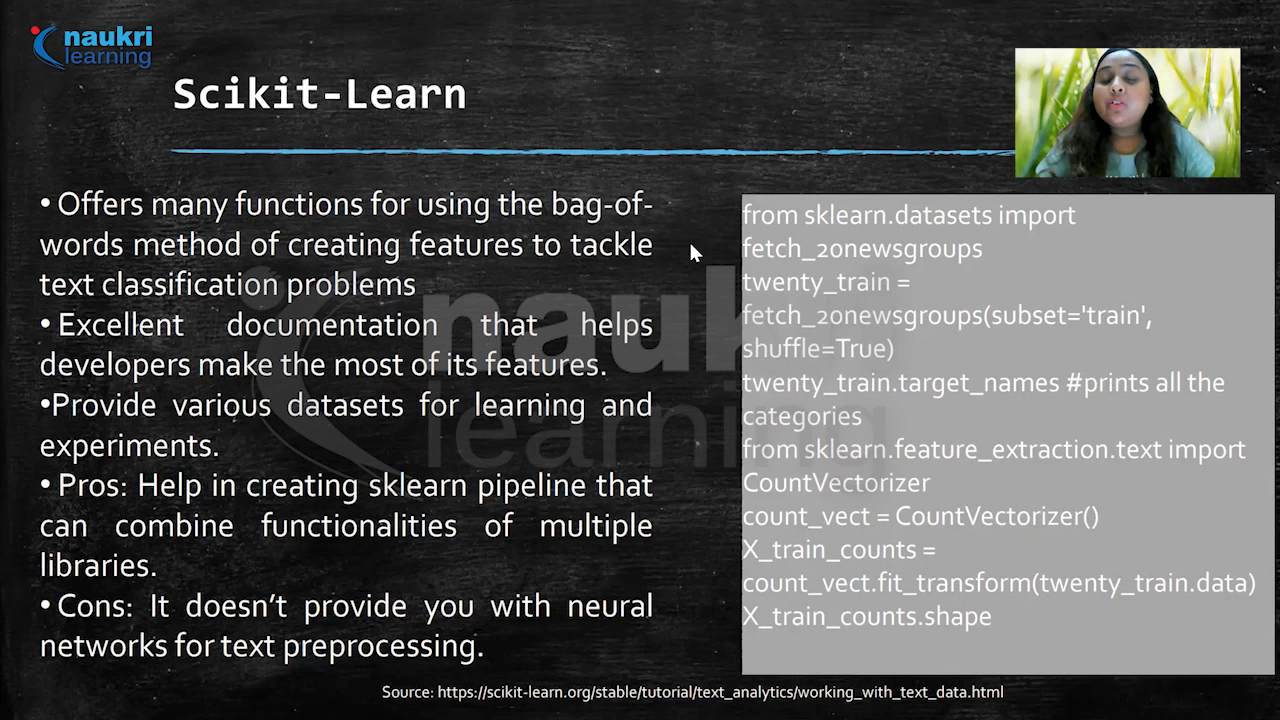 naukri
learning
Scikit-Learn
• Offers many functions for using the bag-of-
words method of creating features to tackle
text classification problems
• Excellent documentation that helps
developers make the most of its features.
•Provide various datasets for learning and
experiments.
• Pros: Help in creating sklearn pipeline that
can combine functionalities of multiple
libraries.
• Cons: It doesn’t provide you with neural
networks for text preprocessing.
from sklearn.datasets import
fetch_20newsgroups
twenty_train =
fetch_20newsgroups(subset='train',
shuffle=True)
twenty_train.target_names #prints all the
categories
from sklearn.feature_extraction.text import
CountVectorizer
count_vect = CountVectorizer()
X_train_counts =
count_vect.fit_transform(twenty_train.data)
X_train_counts.shape
naukri
learning
Source: https://scikit-learn.org/stable/tutorial/text_analytics/working_with_text_data.html